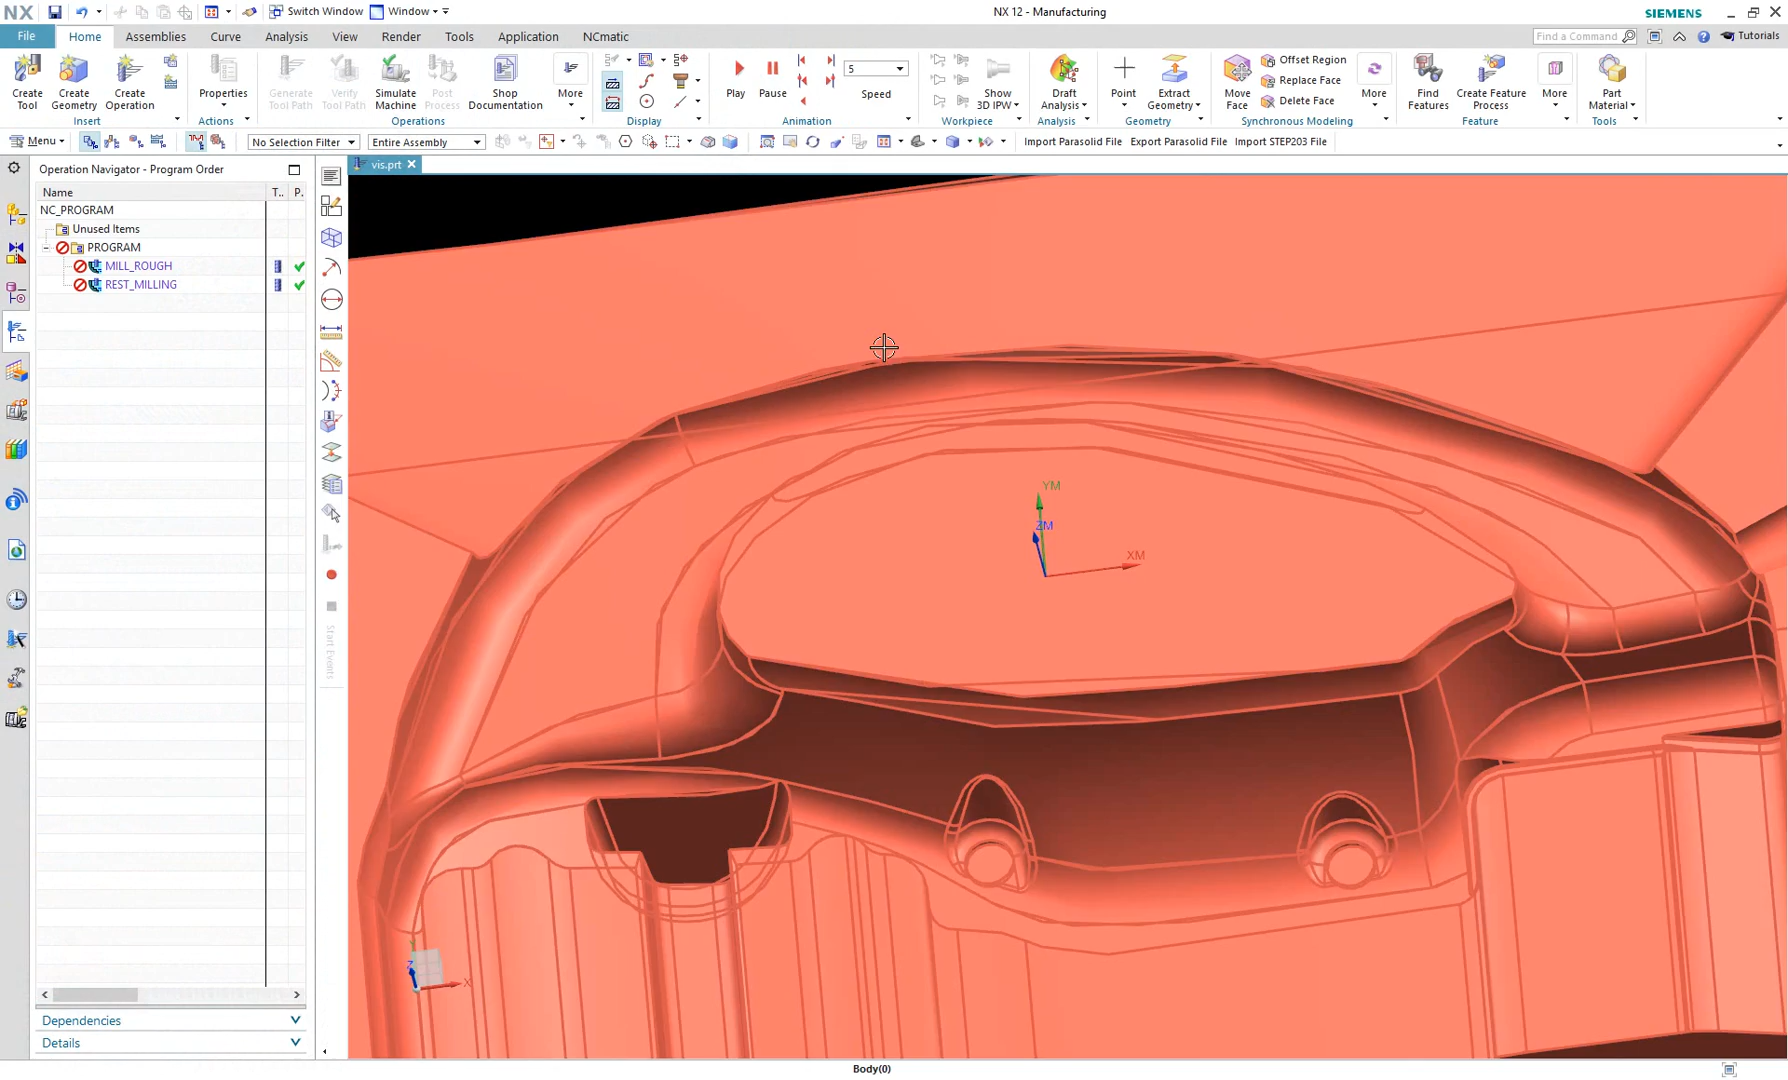 NX
Switch Window
Window
NX 12 - Manufacturing
SIEMENS
File
Home
Assemblies
Curve
Analysis
View
Render
Tools
Application
NCmatic
Find a Command
Tutorials
Create Tool
Create Geometry
Create Operation
Insert
Properties
Actions
Generate Tool Path
Verify Tool Path
Simulate Machine
Post Process
Shop Documentation
More
Operations
Display
Play
Pause
5
Speed
Animation
Show 3D IPW
Workpiece
Draft Analysis
Analysis
Point
Extract Geometry
Geometry
Move Face
Offset Region
Replace Face
Delete Face
More
Synchronous Modeling
Find Features
Create Feature Process
More
Feature
Part Material
Tools
Menu
No Selection Filter
Entire Assembly
Import Parasolid File
Export Parasolid File
Import STEP203 File
Operation Navigator - Program Order
vis.prt
Name
T..
P.
NC_PROGRAM
Unused Items
PROGRAM
MILL_ROUGH
REST_MILLING
Start Events
YM
ZM
XM
Y
Z
X
Dependencies
Details
Body(0)